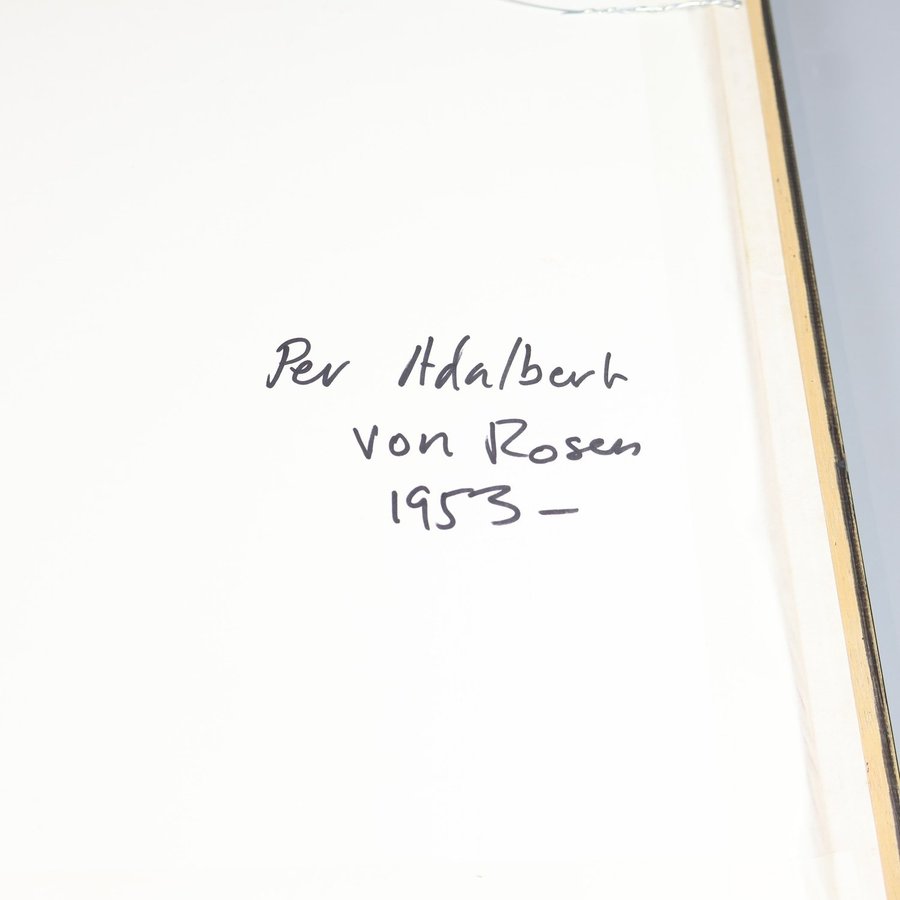 Per Adalbert
von Rosen
1953 –